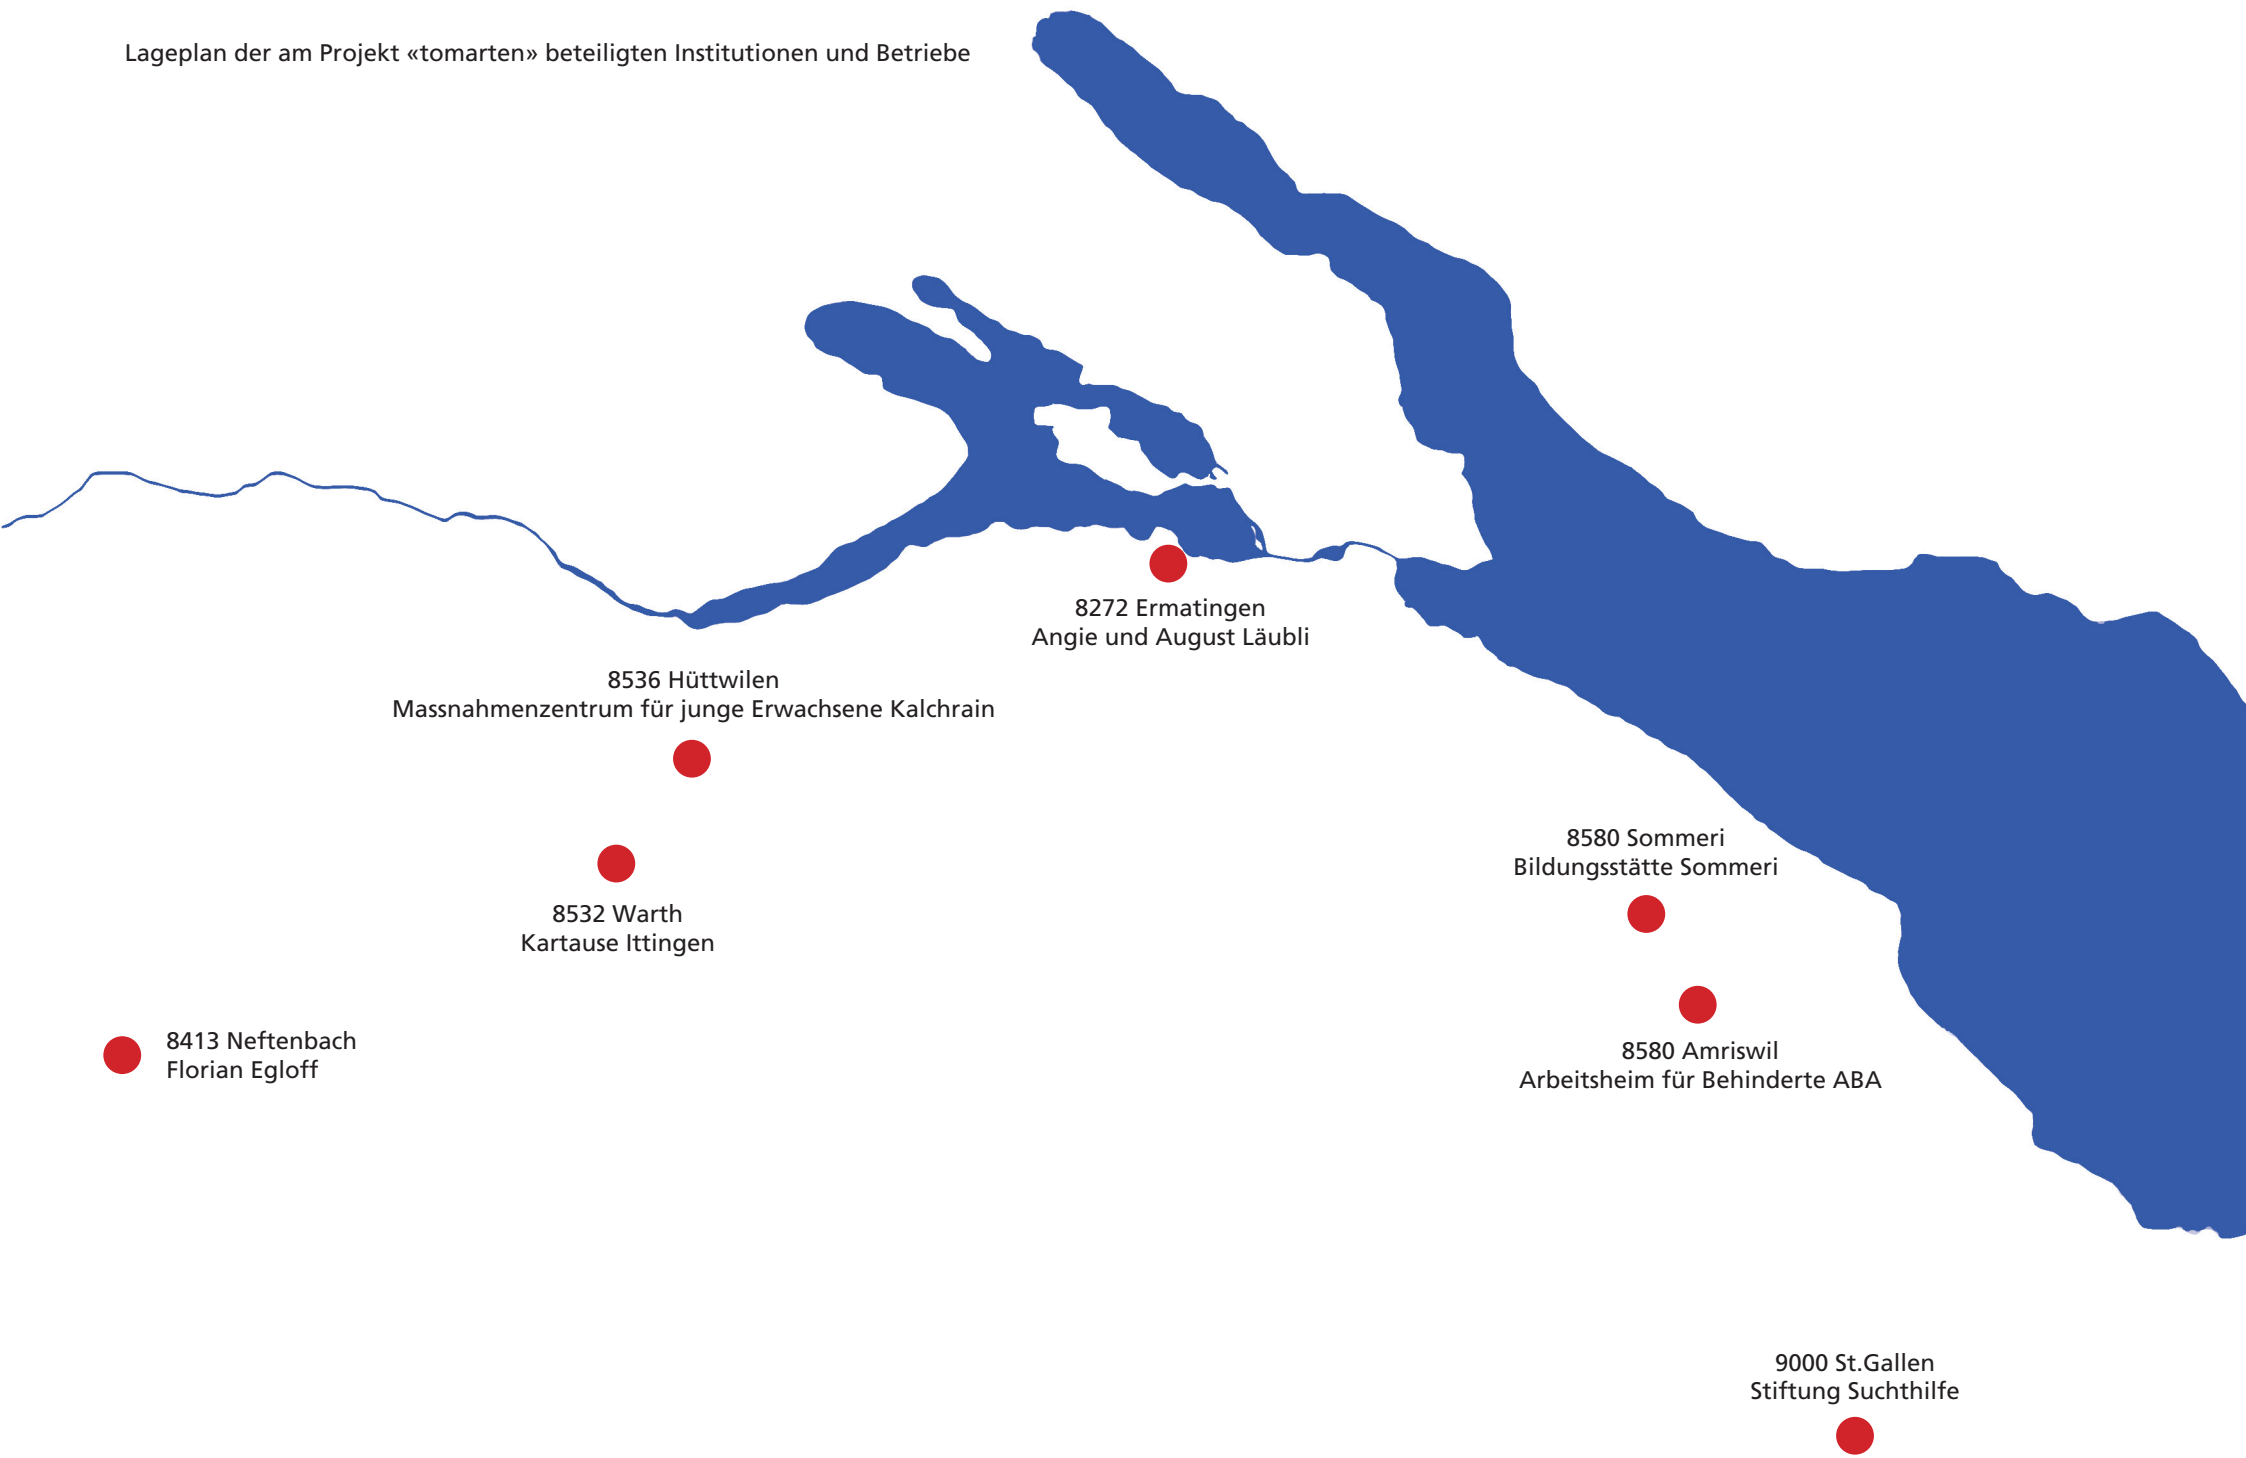 Lageplan der am Projekt «tomarten» beteiligten Institutionen und Betriebe
8272 Ermatingen
Angie und August Läubli
8536 Hüttwilen
Massnahmenzentrum für junge Erwachsene Kalchrain
8580 Sommeri
Bildungsstätte Sommeri
8532 Warth
Kartause Ittingen
8413 Neftenbach
Florian Egloff
8580 Amriswil
Arbeitsheim für Behinderte ABA
9000 St.Gallen
Stiftung Suchthilfe